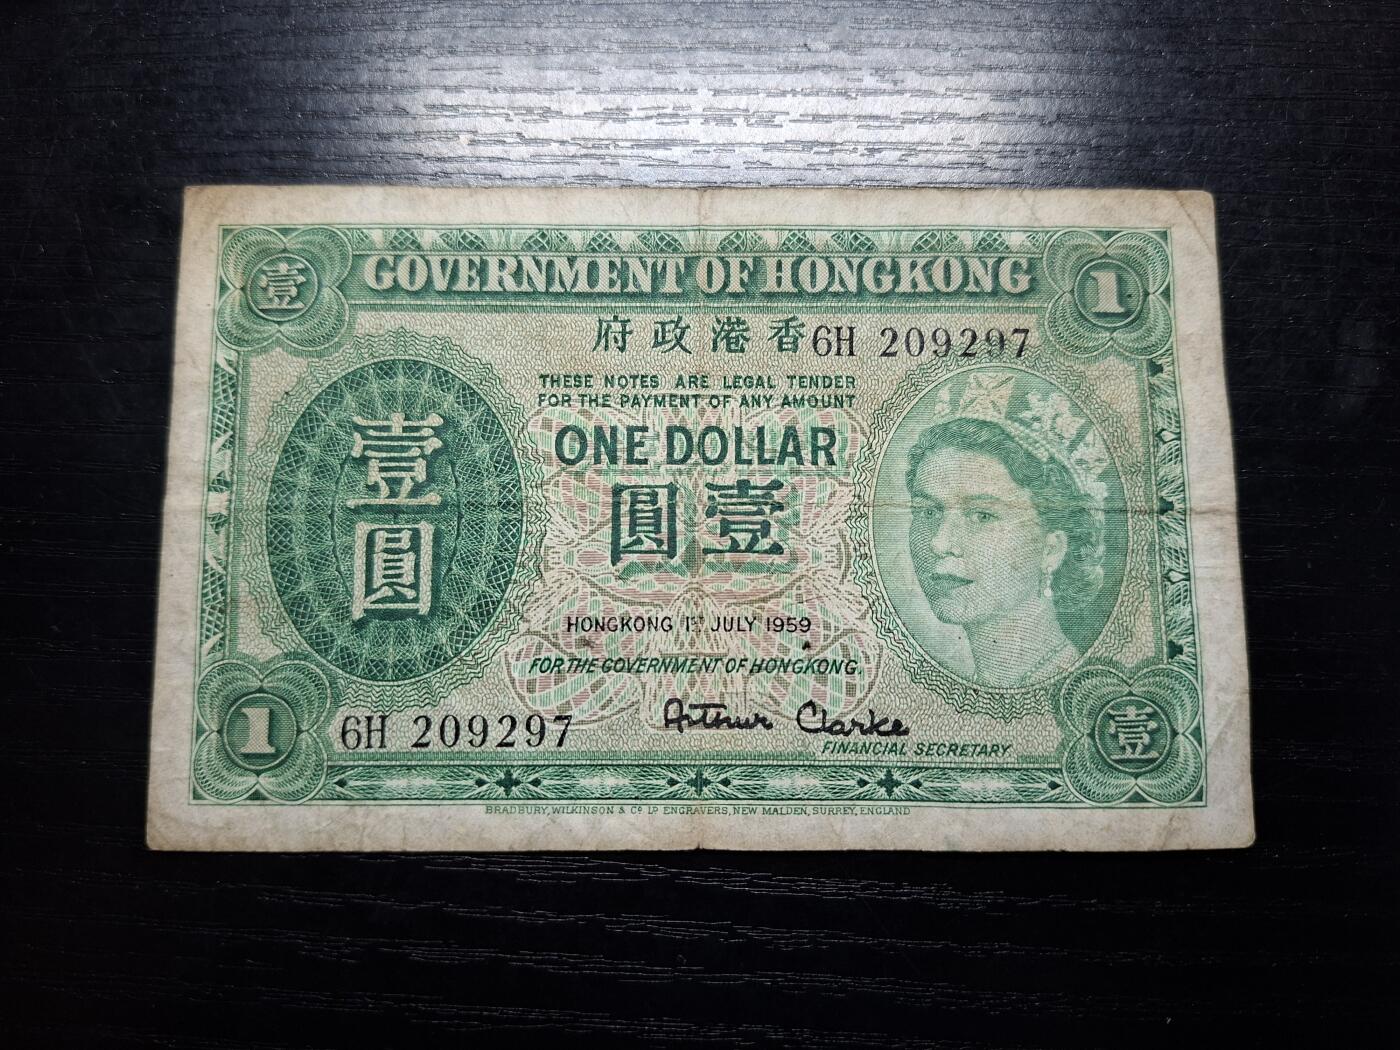 壹 GOVERNMENT OF HONGKONG 1
府政港香 6H 209297
THESE NOTES ARE LEGAL TENDER
FOR THE PAYMENT OF ANY AMOUNT
ONE DOLLAR
圓壹
壹圓
HONGKONG 1ST JULY 1959
FOR THE GOVERNMENT OF HONGKONG.
Arthur Clarke
1 6H 209297
FINANCIAL SECRETARY 壹
BRADBURY, WILKINSON & Cº Lᴰ ENGRAVERS, NEW MALDEN, SURREY, ENGLAND